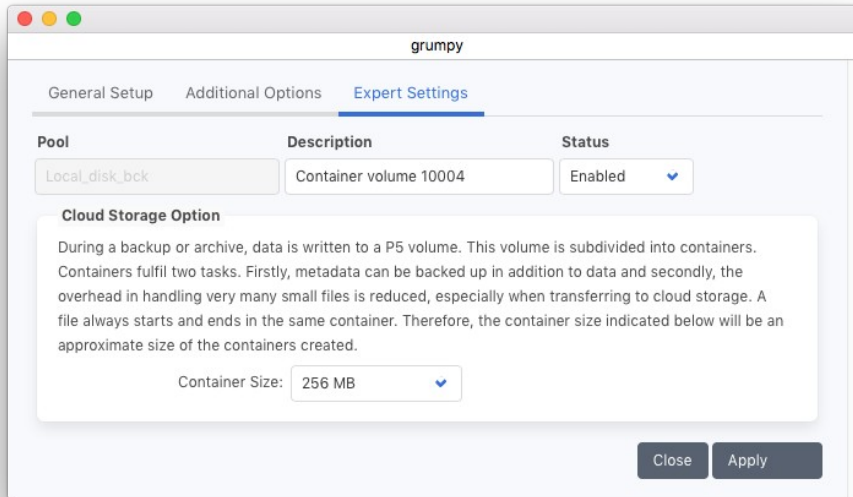 grumpy
General Setup Additional Options Expert Settings
Pool Description Status
Local_disk_bck Container volume 10004 Enabled
Cloud Storage Option
During a backup or archive, data is written to a P5 volume. This volume is subdivided into containers.
Containers fulfil two tasks. Firstly, metadata can be backed up in addition to data and secondly, the
overhead in handling very many small files is reduced, especially when transferring to cloud storage. A
file always starts and ends in the same container. Therefore, the container size indicated below will be an
approximate size of the containers created.
Container Size: 256 MB
Close Apply